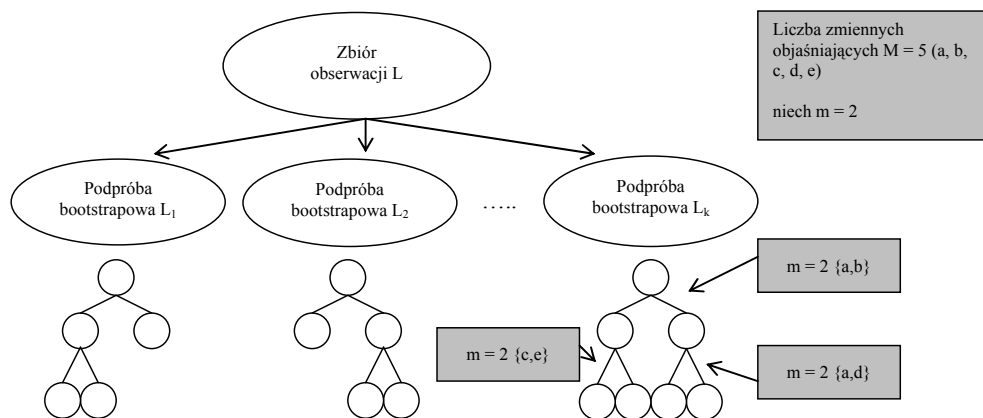 Zbiór
obserwacji L
Liczba zmiennych
objaśniających M = 5 (a, b,
c, d, e)
niech m = 2
Podpróba
bootstrapowa L₁
Podpróba
bootstrapowa L₂
…..
Podpróba
bootstrapowa Lₖ
m = 2 {a,b}
m = 2 {c,e}
m = 2 {a,d}